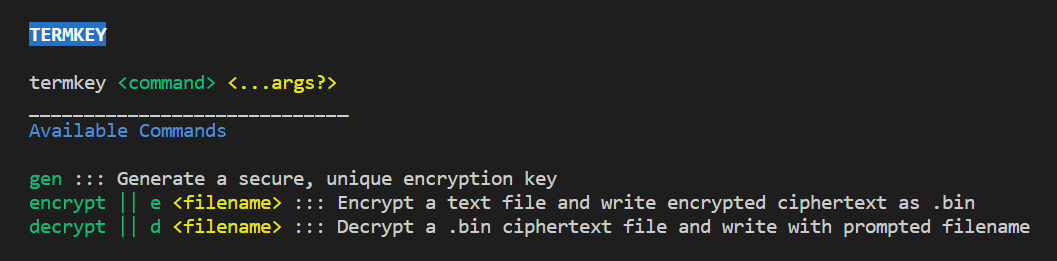 TERMKEY
termkey <command> <...args?>
_____________________________
Available Commands
gen ::: Generate a secure, unique encryption key
encrypt || e <filename> ::: Encrypt a text file and write encrypted ciphertext as .bin
decrypt || d <filename> ::: Decrypt a .bin ciphertext file and write with prompted filename